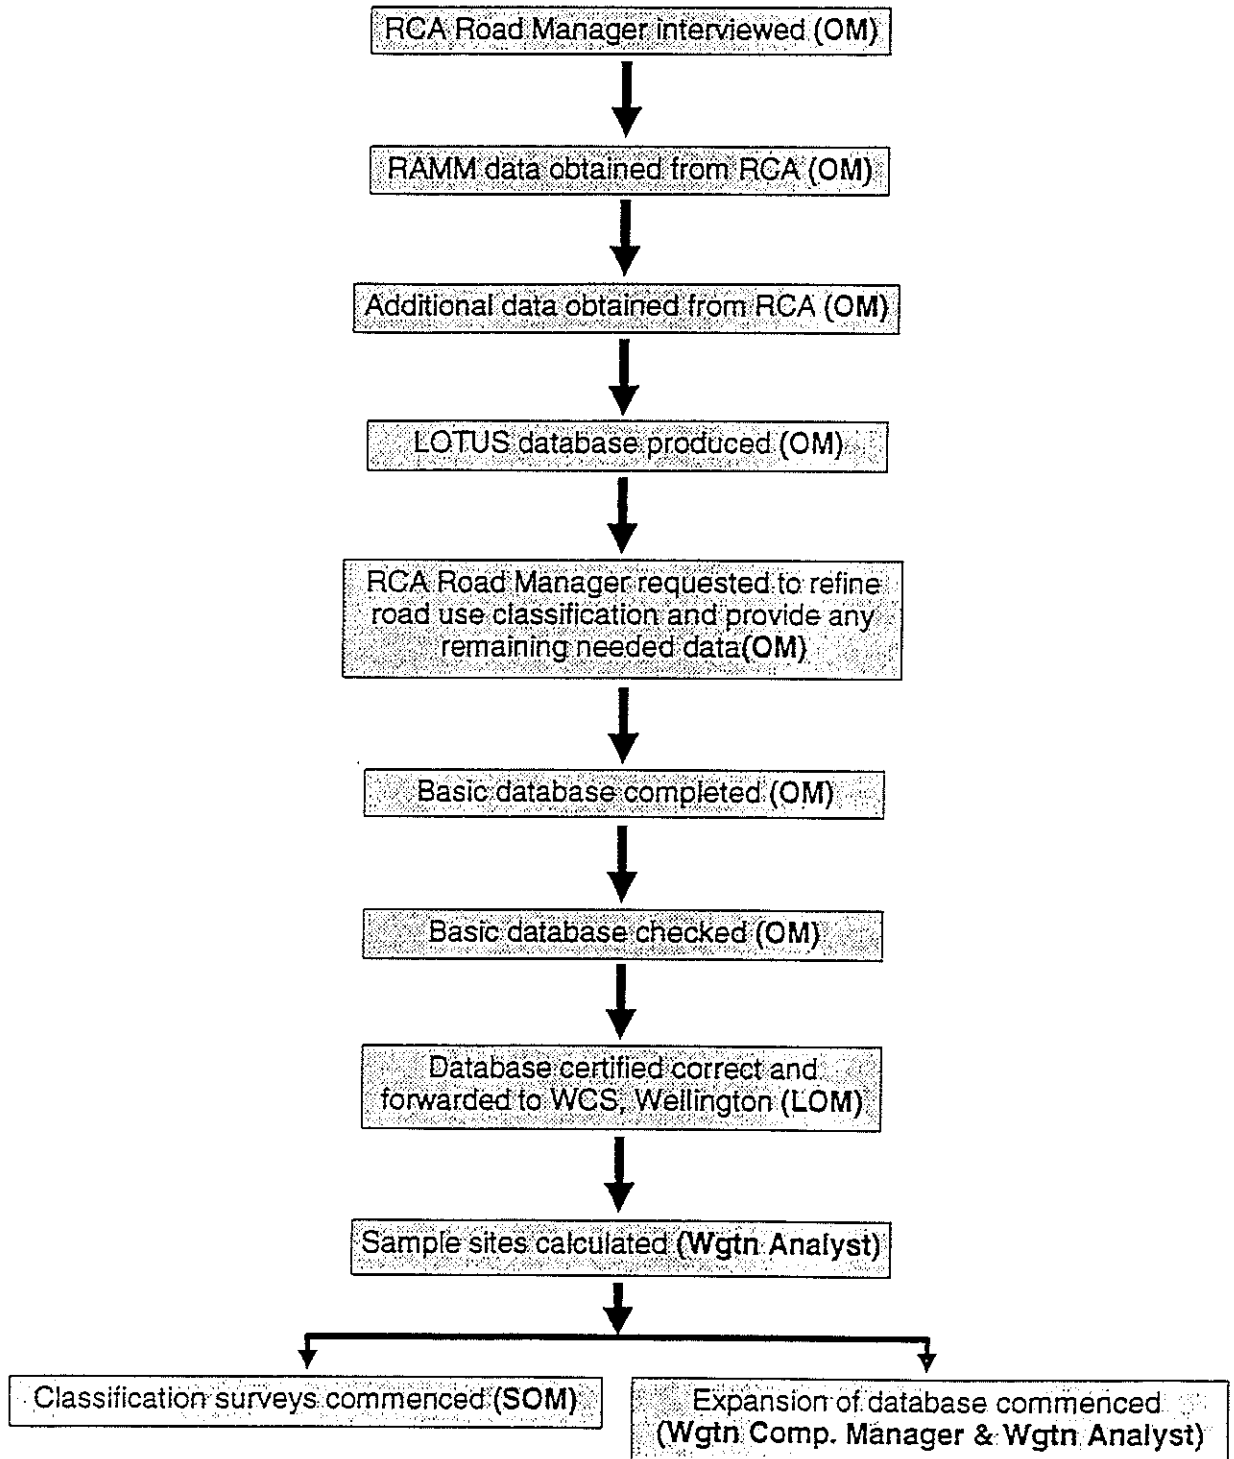 RCA Road Manager interviewed (OM)
RAMM data obtained from RCA (OM)
Additional data obtained from RCA (OM)
LOTUS database produced (OM)
RCA Road Manager requested to refine
road use classification and provide any
remaining needed data(OM)
Basic database completed (OM)
Basic database checked (OM)
Database certified correct and
forwarded to WCS, Wellington (LOM)
Sample sites calculated (Wgtn Analyst)
Classification surveys commenced (SOM)
Expansion of database commenced
(Wgtn Comp. Manager & Wgtn Analyst)